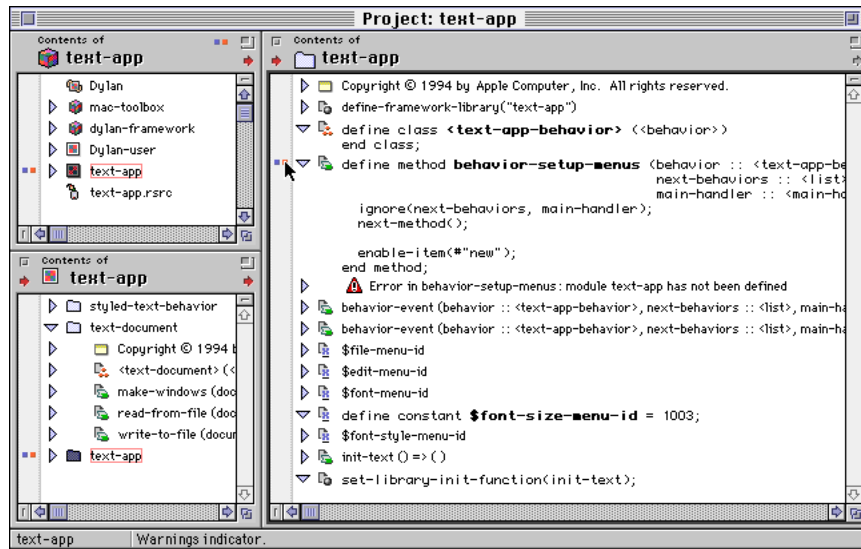 Project: text-app
Contents of
text-app
Dylan
mac-toolbox
dylan-framework
Dylan-user
text-app
text-app.rsrc
Contents of
text-app
styled-text-behavior
text-document
Copyright © 1994 b
<text-document> (<
make-windows (doc
read-from-file (doc
write-to-file (docur
text-app
Contents of
text-app
Copyright © 1994 by Apple Computer, Inc. All rights reserved.
define-framework-library("text-app")
define class <text-app-behavior> (<behavior>)
end class;
define method behavior-setup-menus (behavior :: <text-app-be
next-behaviors :: <list>
main-handler :: <main-ha
ignore(next-behaviors, main-handler);
next-method();
enable-item(#"new");
end method;
Error in behavior-setup-menus: module text-app has not been defined
behavior-event (behavior :: <text-app-behavior>, next-behaviors :: <list>, main-ha
behavior-event (behavior :: <text-app-behavior>, next-behaviors :: <list>, main-ha
$file-menu-id
$edit-menu-id
$font-menu-id
define constant $font-size-menu-id = 1003;
$font-style-menu-id
init-text () => ()
set-library-init-function(init-text);
text-app
Warnings indicator.